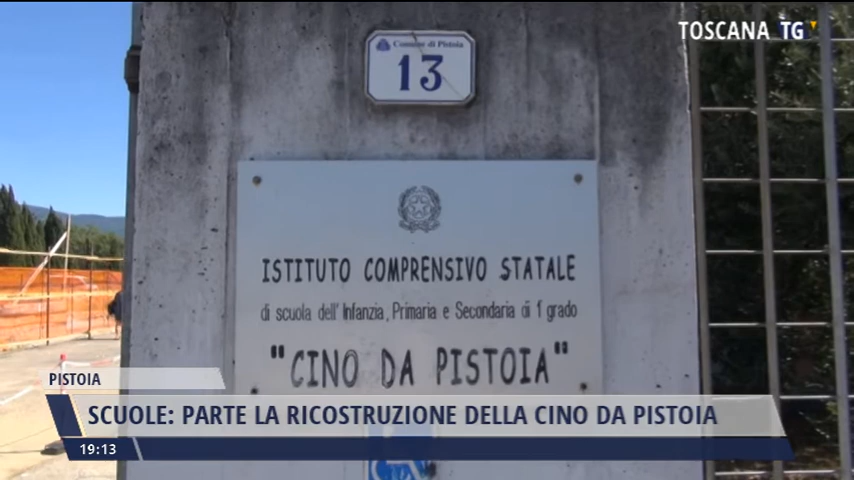 TOSCANA TG
Comune di Pistoia
13
ISTITUTO COMPRENSIVO STATALE
di scuola dell'Infanzia, Primaria e Secondaria di 1 grado
"CINO DA PISTOIA"
PISTOIA
SCUOLE: PARTE LA RICOSTRUZIONE DELLA CINO DA PISTOIA
19:13